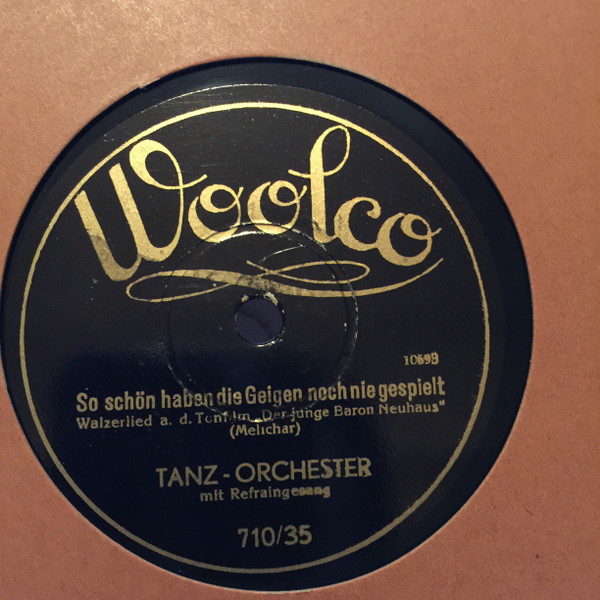 Woolco
1069B
So schön haben die Geigen noch nie gespielt
Walzerlied a. d. Tonfilm „Der junge Baron Neuhaus"
(Melichar)
TANZ-ORCHESTER
mit Refraingesang
710/35